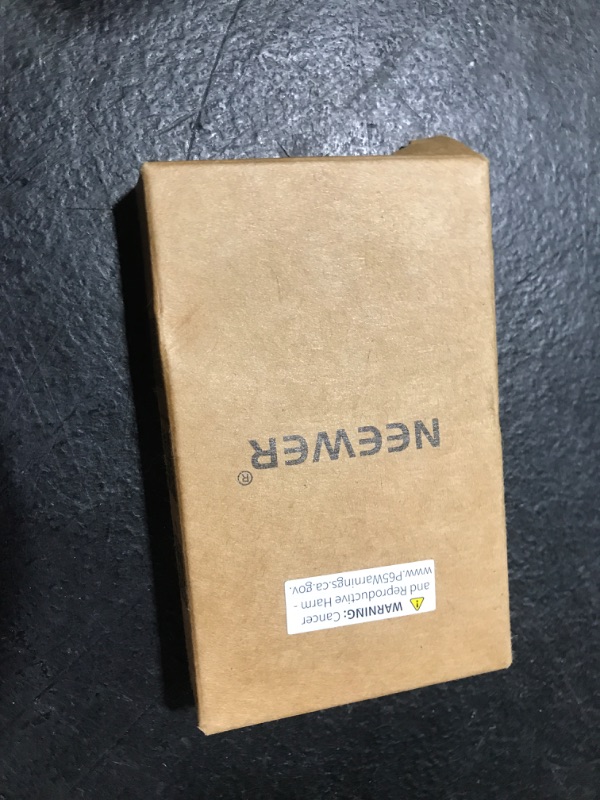 WARNING: Cancer
and Reproductive Harm -
www.P65Warnings.ca.gov.
NEEWER®